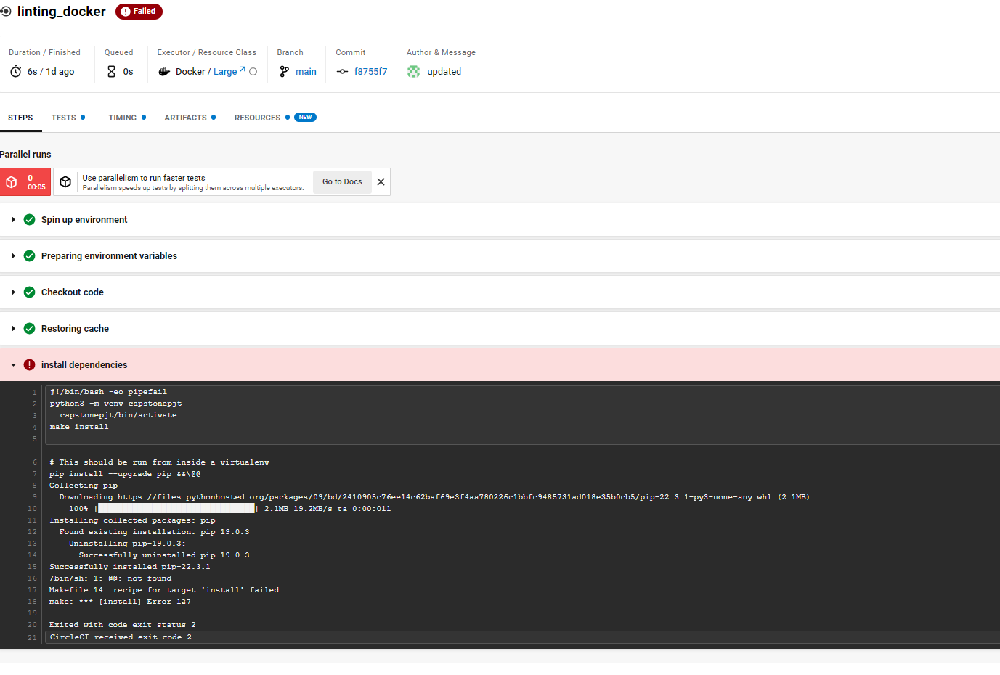 linting_docker Failed
Duration / Finished Queued Executor / Resource Class Branch Commit Author & Message
6s / 1d ago 0s Docker / Large main f8755f7 updated
STEPS TESTS TIMING ARTIFACTS RESOURCES NEW
Parallel runs
0
00:05
Use parallelism to run faster tests
Parallelism speeds up tests by splitting them across multiple executors.
Go to Docs
Spin up environment
Preparing environment variables
Checkout code
Restoring cache
install dependencies
1 #!/bin/bash -eo pipefail
2 python3 -m venv capstonepjt
3 . capstonepjt/bin/activate
4 make install
5
6 # This should be run from inside a virtualenv
7 pip install --upgrade pip &&\@@
8 Collecting pip
9 Downloading https://files.pythonhosted.org/packages/09/bd/2410905c76ee14c62baf69e3f4aa780226c1bbfc9485731ad018e35b0cb5/pip-22.3.1-py3-none-any.whl (2.1MB)
10 100% |████████████████████████████████| 2.1MB 19.2MB/s ta 0:00:011
11 Installing collected packages: pip
12 Found existing installation: pip 19.0.3
13 Uninstalling pip-19.0.3:
14 Successfully uninstalled pip-19.0.3
15 Successfully installed pip-22.3.1
16 /bin/sh: 1: @@: not found
17 Makefile:14: recipe for target 'install' failed
18 make: *** [install] Error 127
19
20 Exited with code exit status 2
21 CircleCI received exit code 2